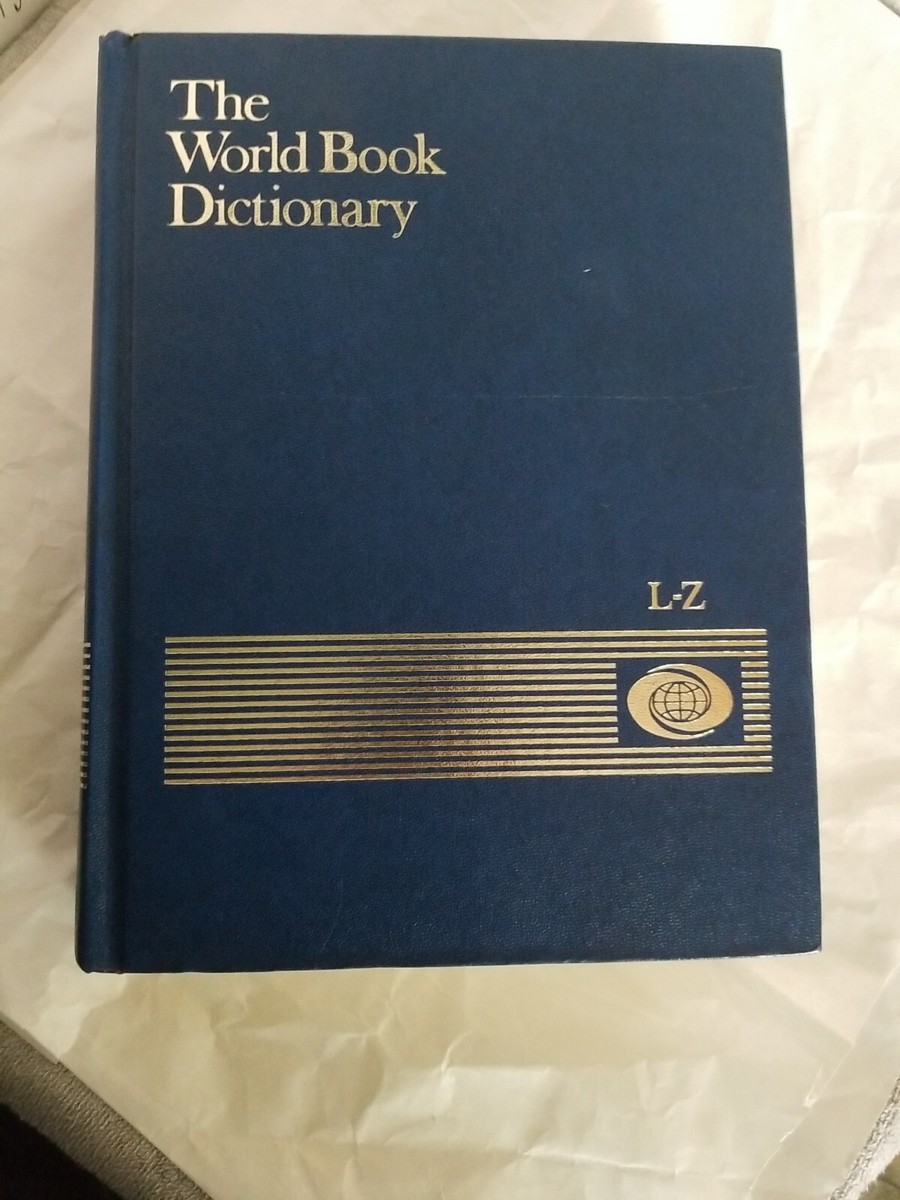 The
World Book
Dictionary
L-Z